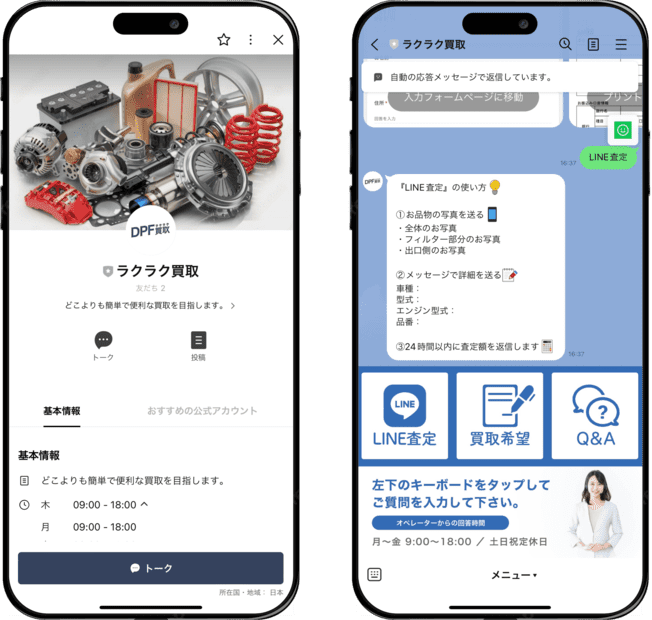 DPF買取
ラクラク買取
友だち 2
どこよりも簡単で便利な買取を目指します。
トーク
投稿
基本情報
おすすめの公式アカウント
基本情報
どこよりも簡単で便利な買取を目指します。
木 09:00 - 18:00
月 09:00 - 18:00
トーク
所在国・地域： 日本
ラクラク買取
自動の応答メッセージで返信しています。
入力フォームページに移動
プリント
16:37
LINE査定
DPF買取
『LINE査定』の使い方
①お品物の写真を送る
・全体のお写真
・フィルター部分のお写真
・出口側のお写真
②メッセージで詳細を送る
車種：
型式：
エンジン型式：
品番：
③24時間以内に査定額を返信します
16:37
LINE
LINE査定
買取希望
Q&A
左下のキーボードをタップして
ご質問を入力して下さい。
オペレーターからの回答時間
月～金 9:00～18:00 ／ 土日祝定休日
メニュー▾